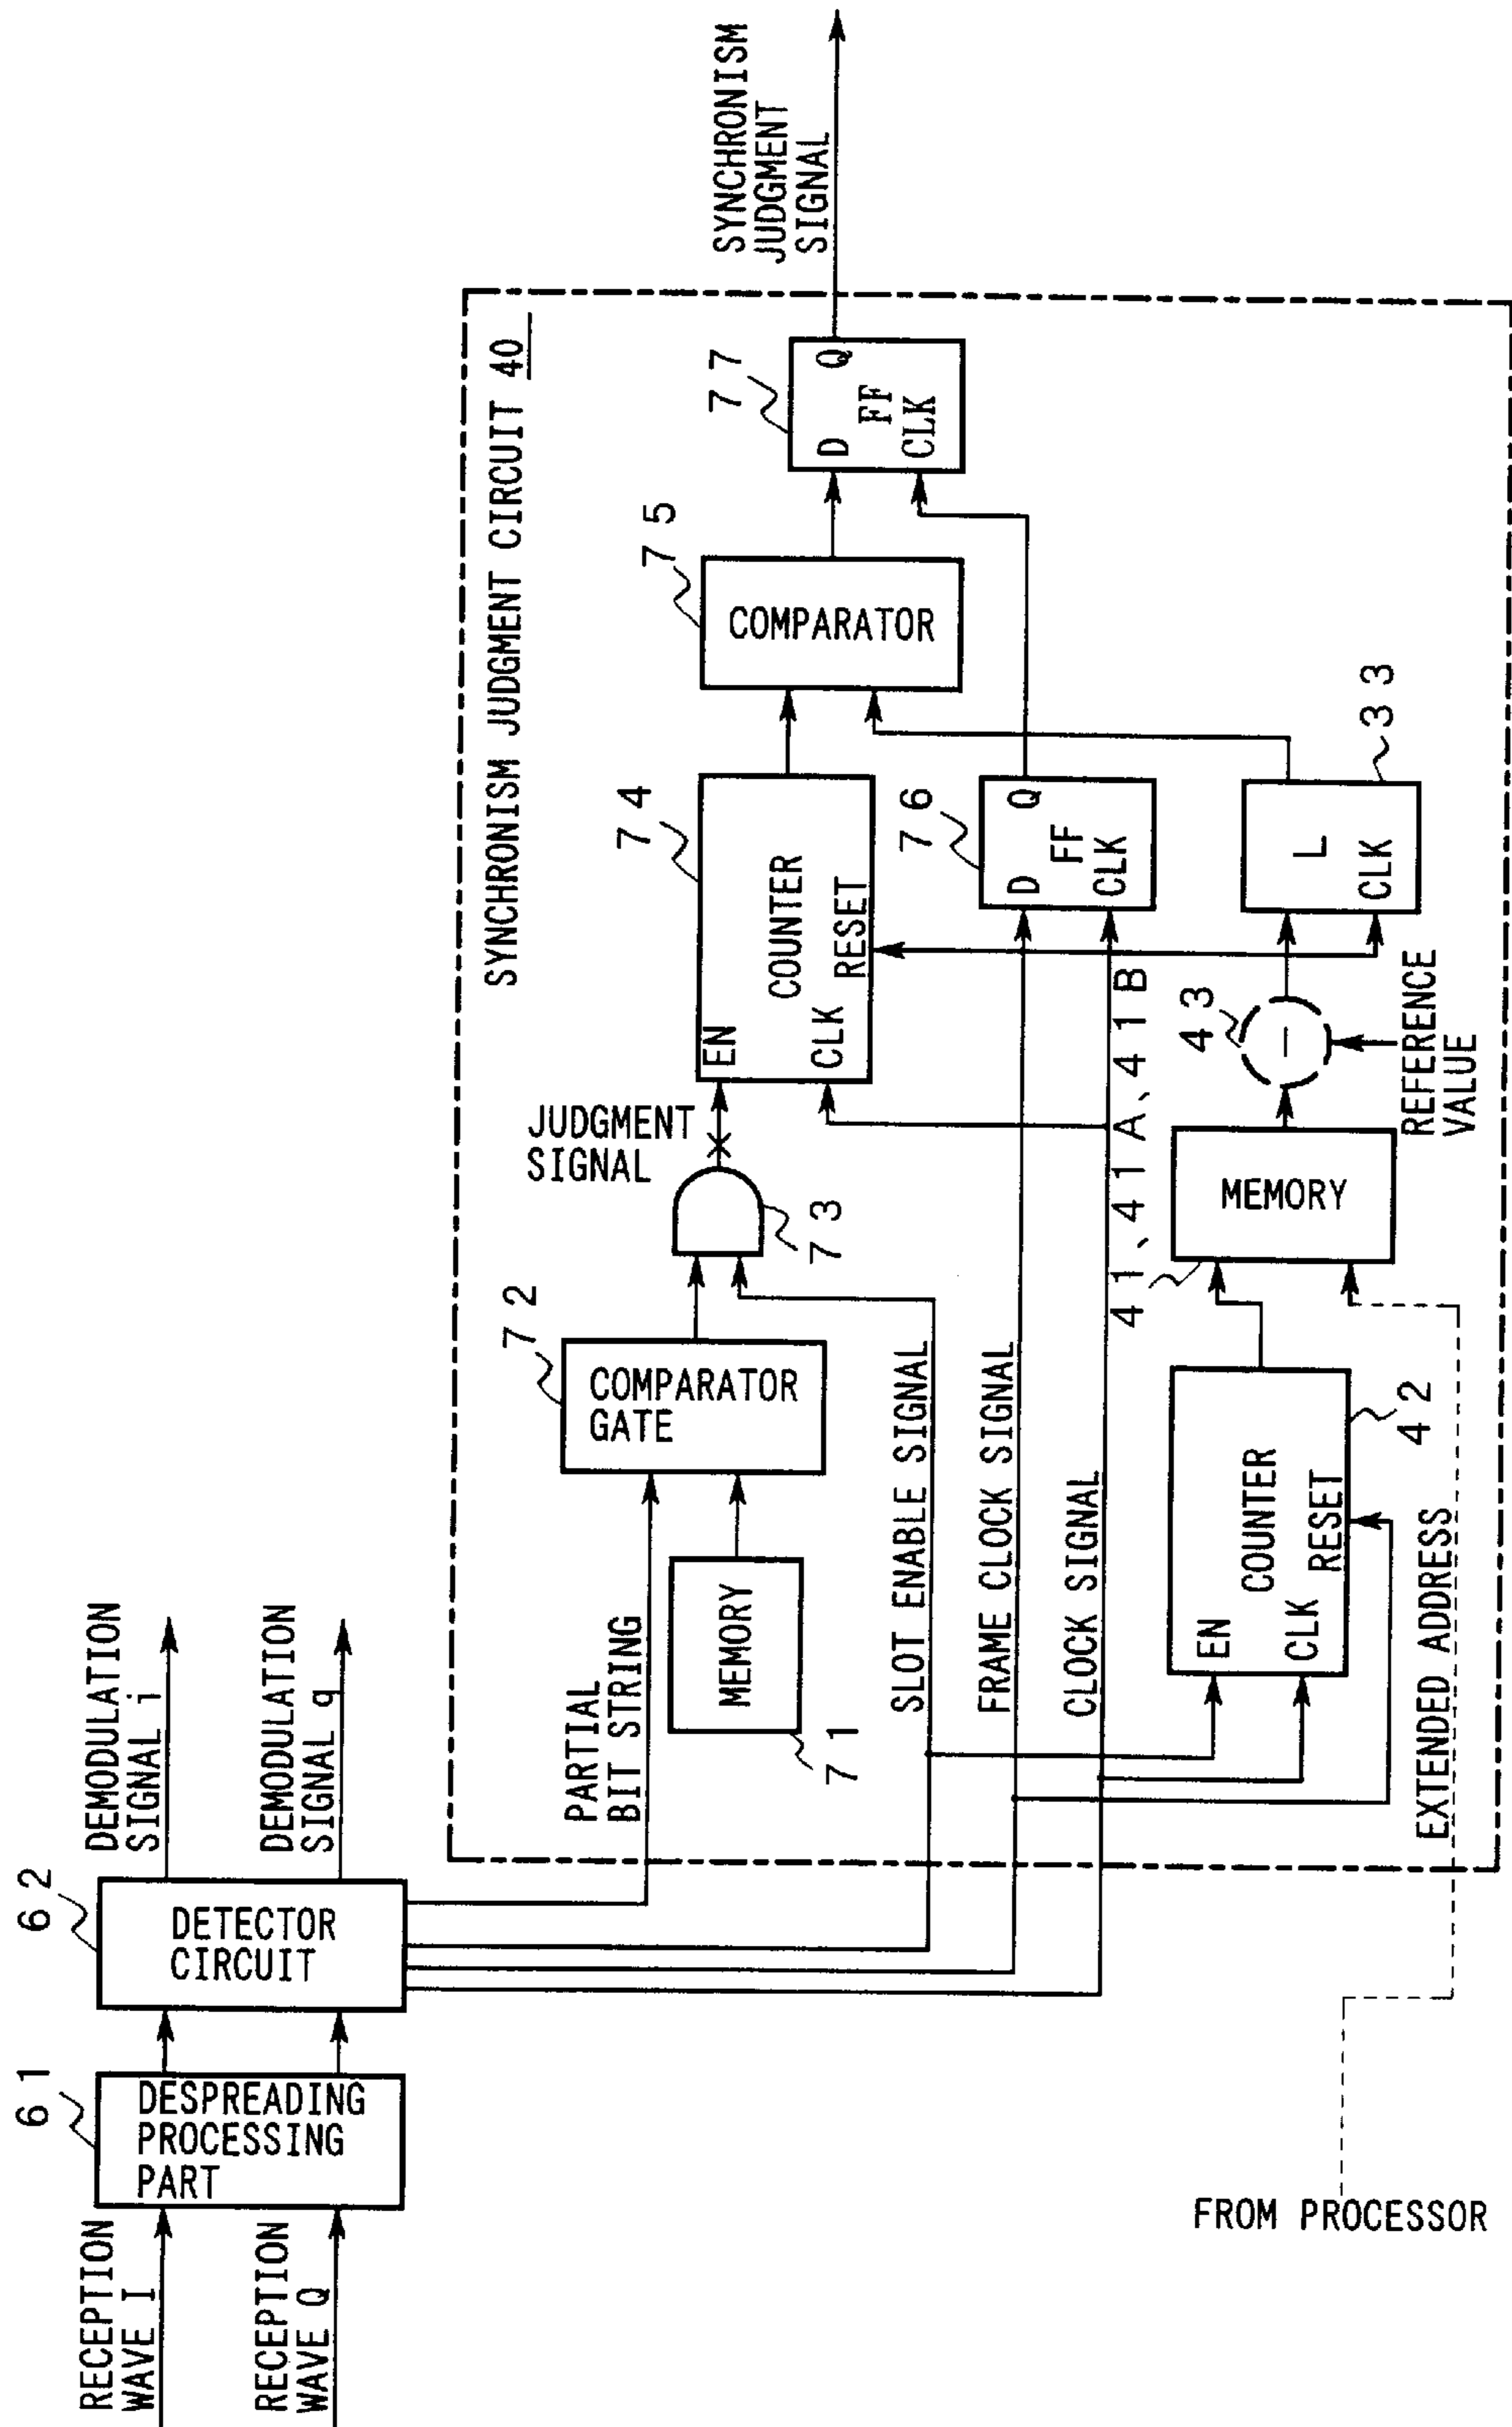 RECEPTION
WAVE I
RECEPTION
WAVE Q
61
DESPREADING
PROCESSING
PART
62
DETECTOR
CIRCUIT
DEMODULATION
SIGNAL i
DEMODULATION
SIGNAL q
SYNCHRONISM JUDGMENT CIRCUIT 40
PARTIAL
BIT STRING
MEMORY
71
72
COMPARATOR
GATE
73
JUDGMENT
SIGNAL
74
EN
COUNTER
CLK
RESET
75
COMPARATOR
77
D
Q
FF
CLK
SYNCHRONISM
JUDGMENT
SIGNAL
SLOT ENABLE SIGNAL
FRAME CLOCK SIGNAL
CLOCK SIGNAL
76
D
Q
FF
CLK
EN
COUNTER
CLK
RESET
42
41、41A、41B
MEMORY
43
−
REFERENCE
VALUE
L
CLK
33
EXTENDED ADDRESS
FROM PROCESSOR